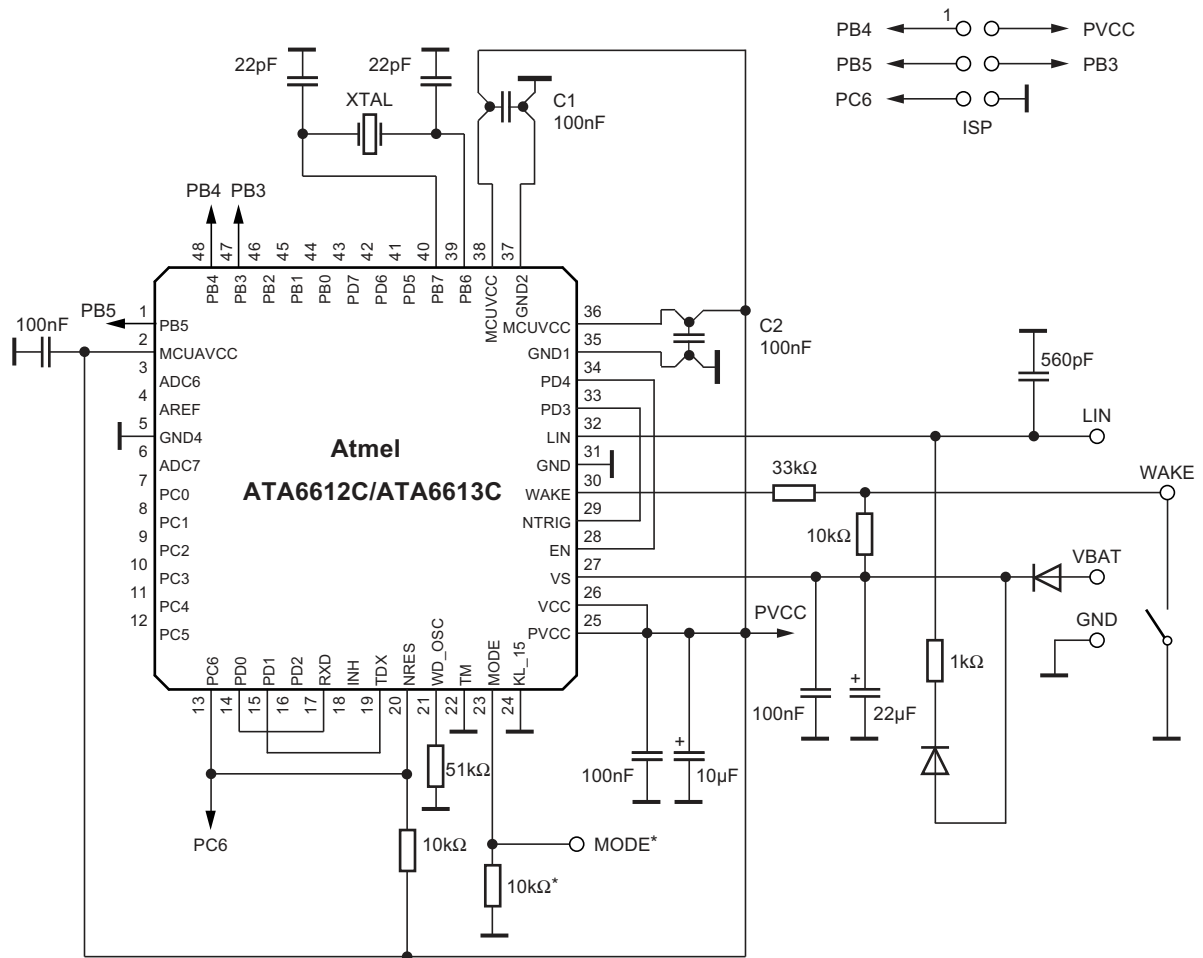 PB4 1 PVCC
PB5 PB3
PC6
ISP
22pF 22pF
XTAL
C1
100nF
PB4 PB3
48 47 46 45 44 43 42 41 40 39 38 37
PB4 PB3 PB2 PB1 PB0 PD7 PD6 PD5 PB7 PB6 MCUVCC GND2
PB5
100nF
1 PB5
2 MCUAVCC
3 ADC6
4 AREF
5 GND4
6 ADC7
7 PC0
8 PC1
9 PC2
10 PC3
11 PC4
12 PC5
Atmel
ATA6612C/ATA6613C
MCUVCC 36
GND1 35
PD4 34
PD3 33
LIN 32
GND 31
WAKE 30
NTRIG 29
EN 28
VS 27
VCC 26
PVCC 25
C2
100nF
560pF
LIN
33kΩ
WAKE
10kΩ
VBAT
GND
PVCC
1kΩ
PC6 PD0 PD1 PD2 RXD INH TDX NRES WD_OSC TM MODE KL_15
13 14 15 16 17 18 19 20 21 22 23 24
100nF
+
22µF
51kΩ
100nF
+
10µF
PC6
10kΩ
MODE*
10kΩ*